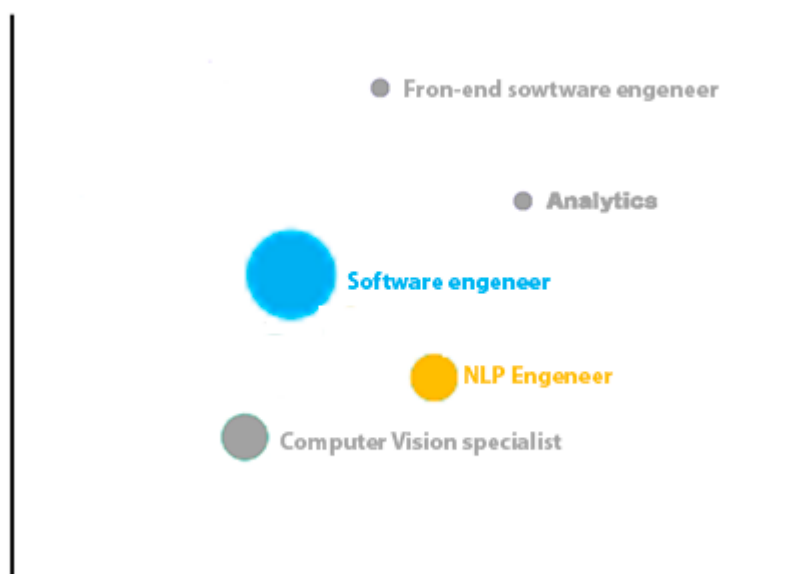 Fron-end sowtware engeneer
Analytics
Software engeneer
NLP Engeneer
Computer Vision specialist